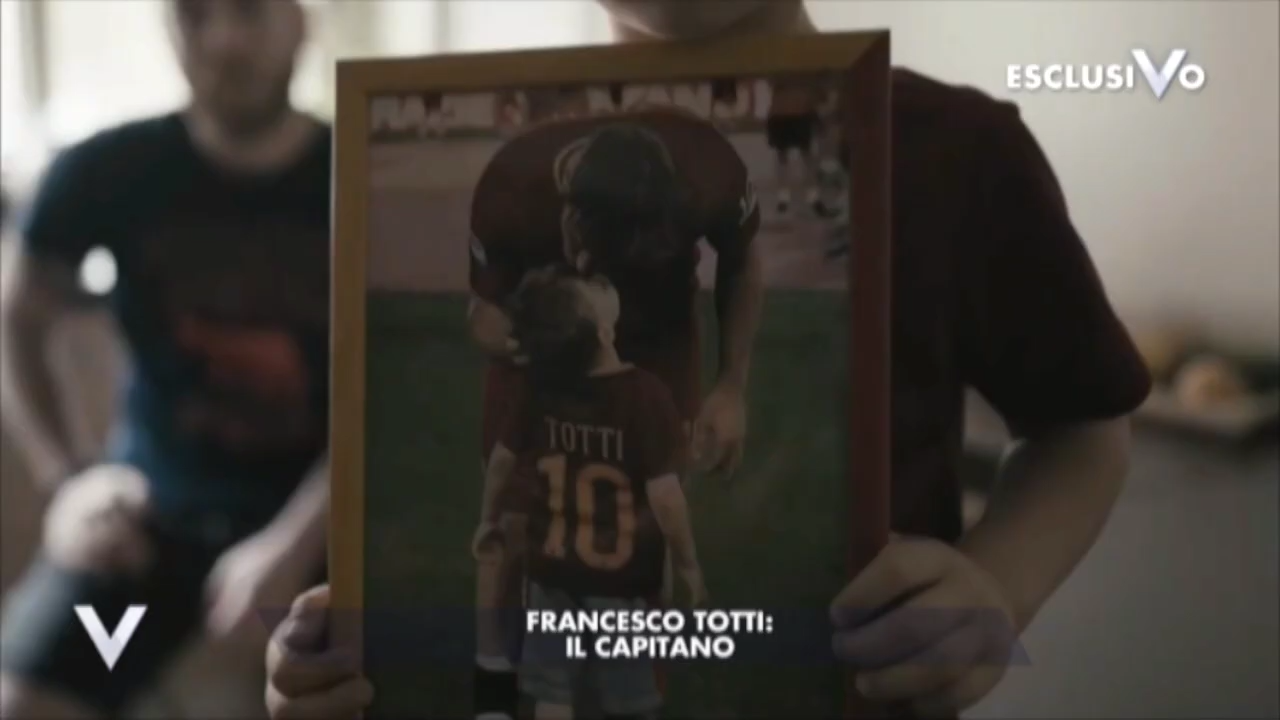 ESCLUSIVO
TOTTI
10
V
FRANCESCO TOTTI:
IL CAPITANO